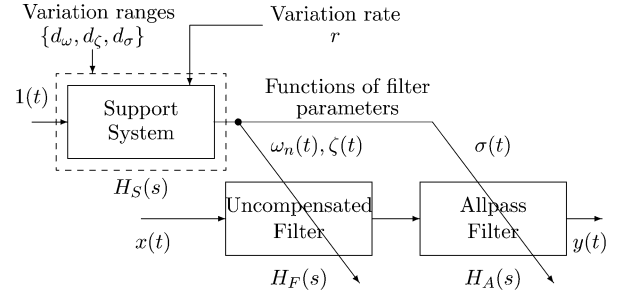 Variation ranges
{d_ω, d_ζ, d_σ}
Variation rate
r
1(t)
Support
System
Functions of filter
parameters
ω_n(t), ζ(t)
σ(t)
H_S(s)
Uncompensated
Filter
Allpass
Filter
x(t)
y(t)
H_F(s)
H_A(s)